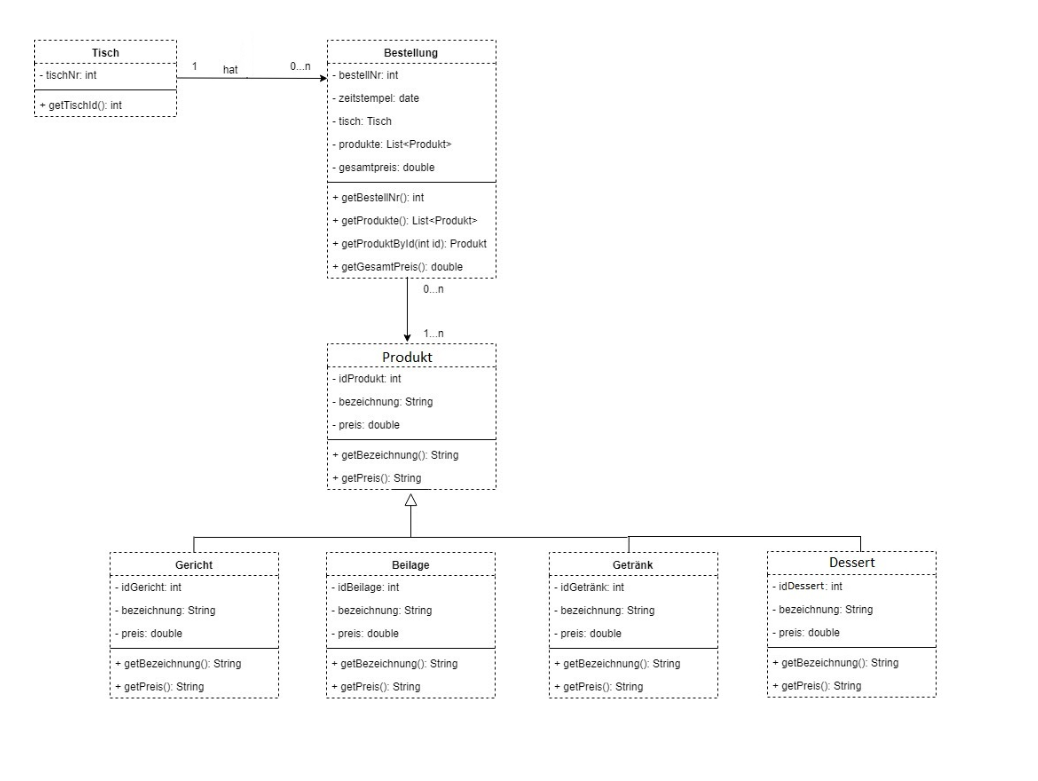 Tisch
- tischNr: int
+ getTischId(): int
1
hat
0...n
Bestellung
- bestellNr: int
- zeitstempel: date
- tisch: Tisch
- produkte: List<Produkt>
- gesamtpreis: double
+ getBestellNr(): int
+ getProdukte(): List<Produkt>
+ getProduktById(int id): Produkt
+ getGesamtPreis(): double
0...n
1...n
Produkt
- idProdukt: int
- bezeichnung: String
- preis: double
+ getBezeichnung(): String
+ getPreis(): String
Gericht
- idGericht: int
- bezeichnung: String
- preis: double
+ getBezeichnung(): String
+ getPreis(): String
Beilage
- idBeilage: int
- bezeichnung: String
- preis: double
+ getBezeichnung(): String
+ getPreis(): String
Getränk
- idGetränk: int
- bezeichnung: String
- preis: double
+ getBezeichnung(): String
+ getPreis(): String
Dessert
- idDessert: int
- bezeichnung: String
- preis: double
+ getBezeichnung(): String
+ getPreis(): String